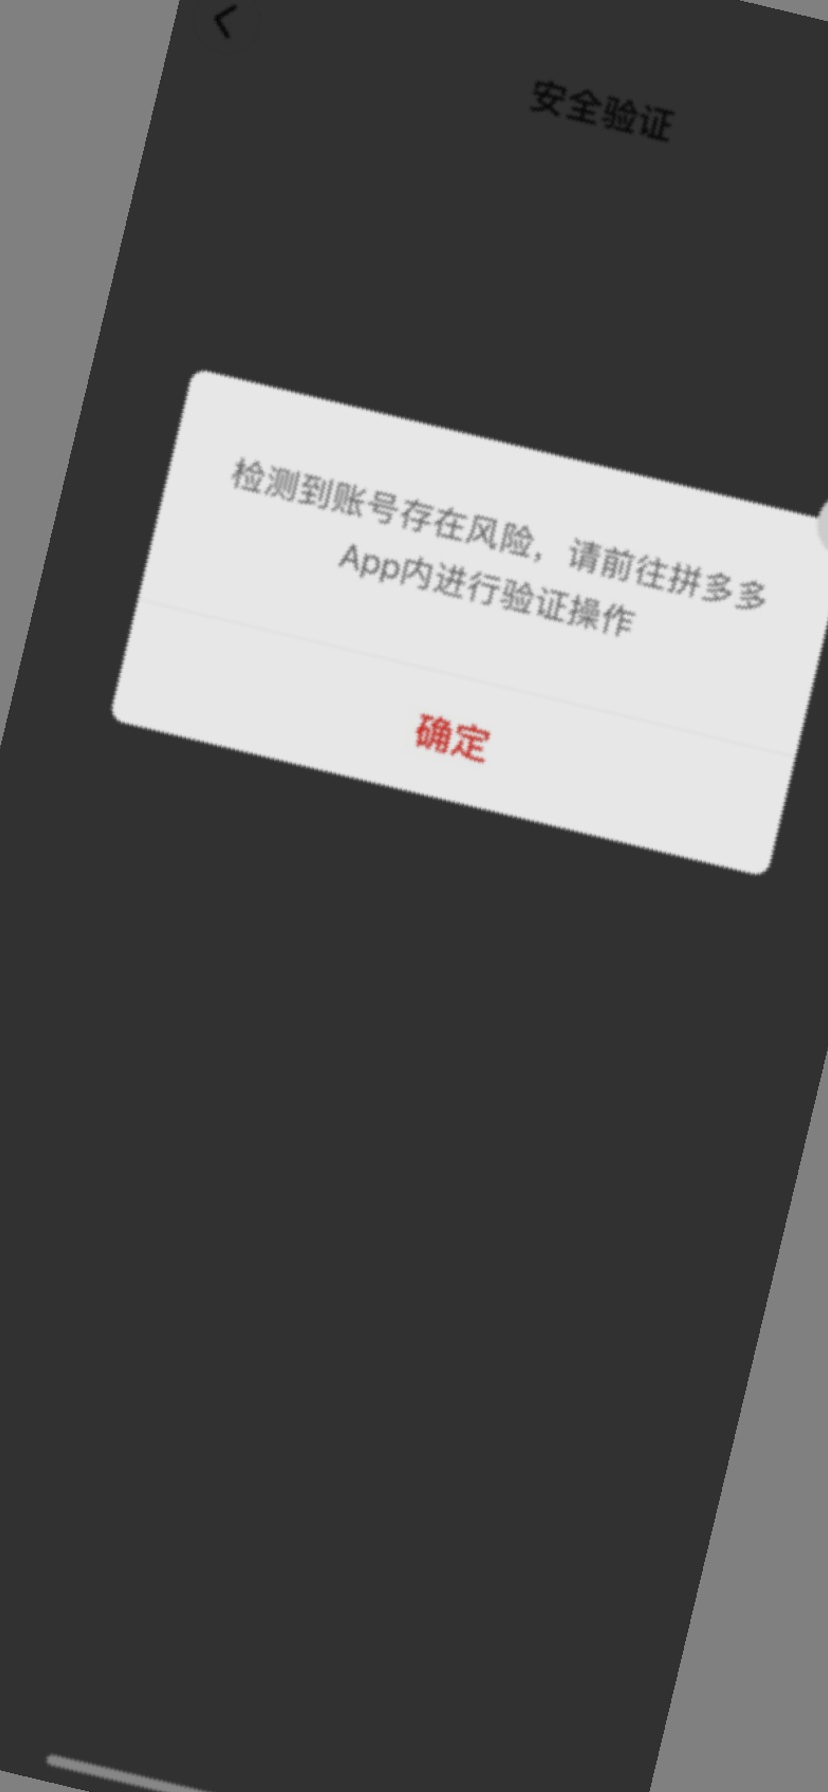 安全验证
检测到账号存在风险，请前往拼多多
App内进行验证操作
确定